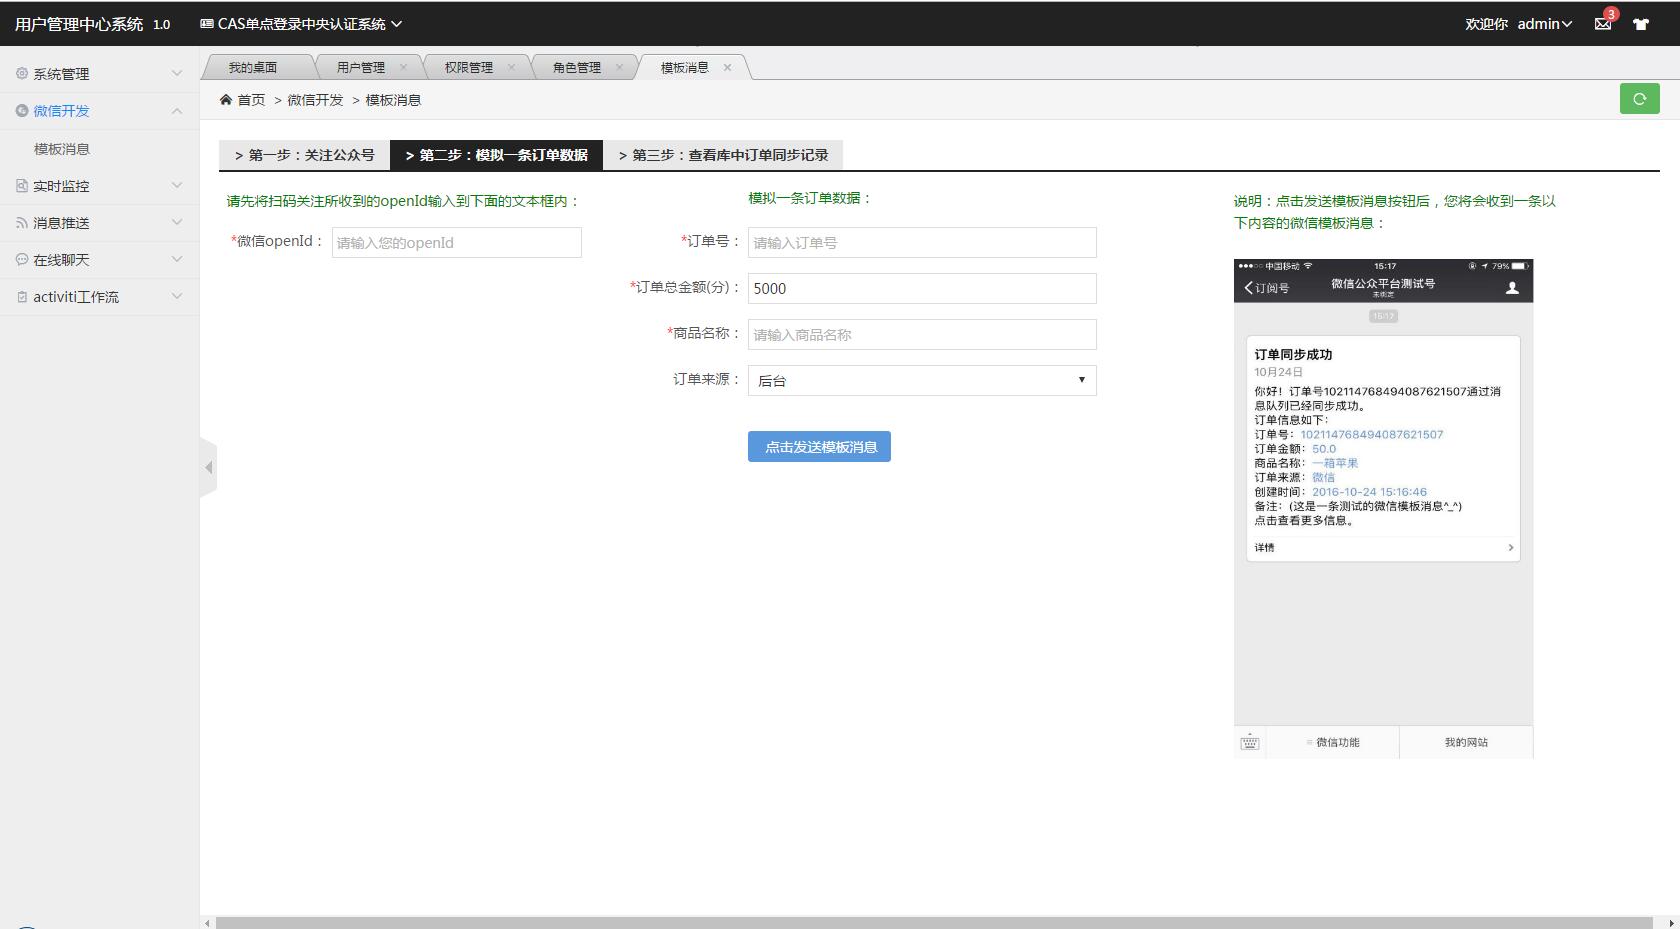 用户管理中心系统 1.0 CAS单点登录中央认证系统 欢迎你 admin 3
系统管理
微信开发
模板消息
实时监控
消息推送
在线聊天
activiti工作流
我的桌面 用户管理 × 权限管理 × 角色管理 × 模板消息 ×
首页 > 微信开发 > 模板消息
> 第一步：关注公众号 > 第二步：模拟一条订单数据 > 第三步：查看库中订单同步记录
请先将扫码关注所收到的openId输入到下面的文本框内：
*微信openId： 请输入您的openId
模拟一条订单数据：
*订单号： 请输入订单号
*订单总金额(分)： 5000
*商品名称： 请输入商品名称
订单来源： 后台
点击发送模板消息
说明：点击发送模板消息按钮后，您将会收到一条以
下内容的微信模板消息：
中国移动 15:17 79%
订阅号 微信公众平台测试号
未绑定
15:17
订单同步成功
10月24日
你好！订单号102114768494087621507通过消
息队列已经同步成功。
订单信息如下：
订单号：102114768494087621507
订单金额：50.0
商品名称：一箱苹果
订单来源：微信
创建时间：2016-10-24 15:16:46
备注：(这是一条测试的微信模板消息^_^)
点击查看更多信息。
详情
微信功能 我的网站